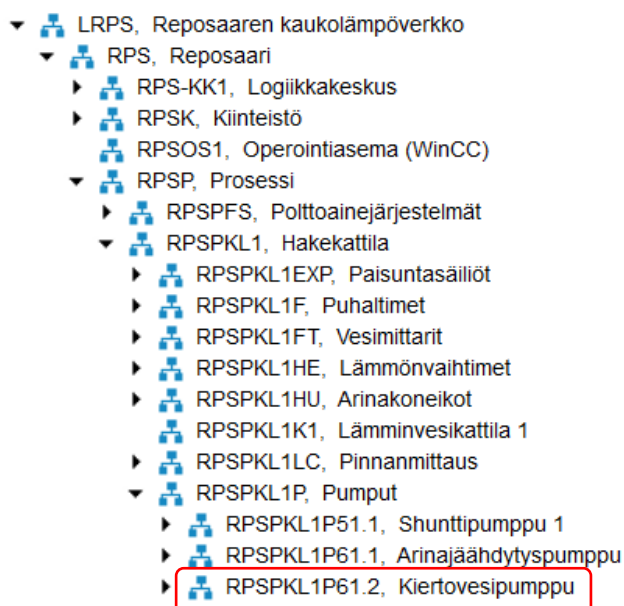 LRPS, Reposaaren kaukolämpöverkko
RPS, Reposaari
RPS-KK1, Logiikkakeskus
RPSK, Kiinteistö
RPSOS1, Operointiasema (WinCC)
RPSP, Prosessi
RPSPFS, Polttoainejärjestelmät
RPSPKL1, Hakekattila
RPSPKL1EXP, Paisuntasäiliöt
RPSPKL1F, Puhaltimet
RPSPKL1FT, Vesimittarit
RPSPKL1HE, Lämmönvaihtimet
RPSPKL1HU, Arinakoneikot
RPSPKL1K1, Lämminvesikattila 1
RPSPKL1LC, Pinnanmittaus
RPSPKL1P, Pumput
RPSPKL1P51.1, Shunttipumppu 1
RPSPKL1P61.1, Arinajäähdytyspumppu
RPSPKL1P61.2, Kiertovesipumppu